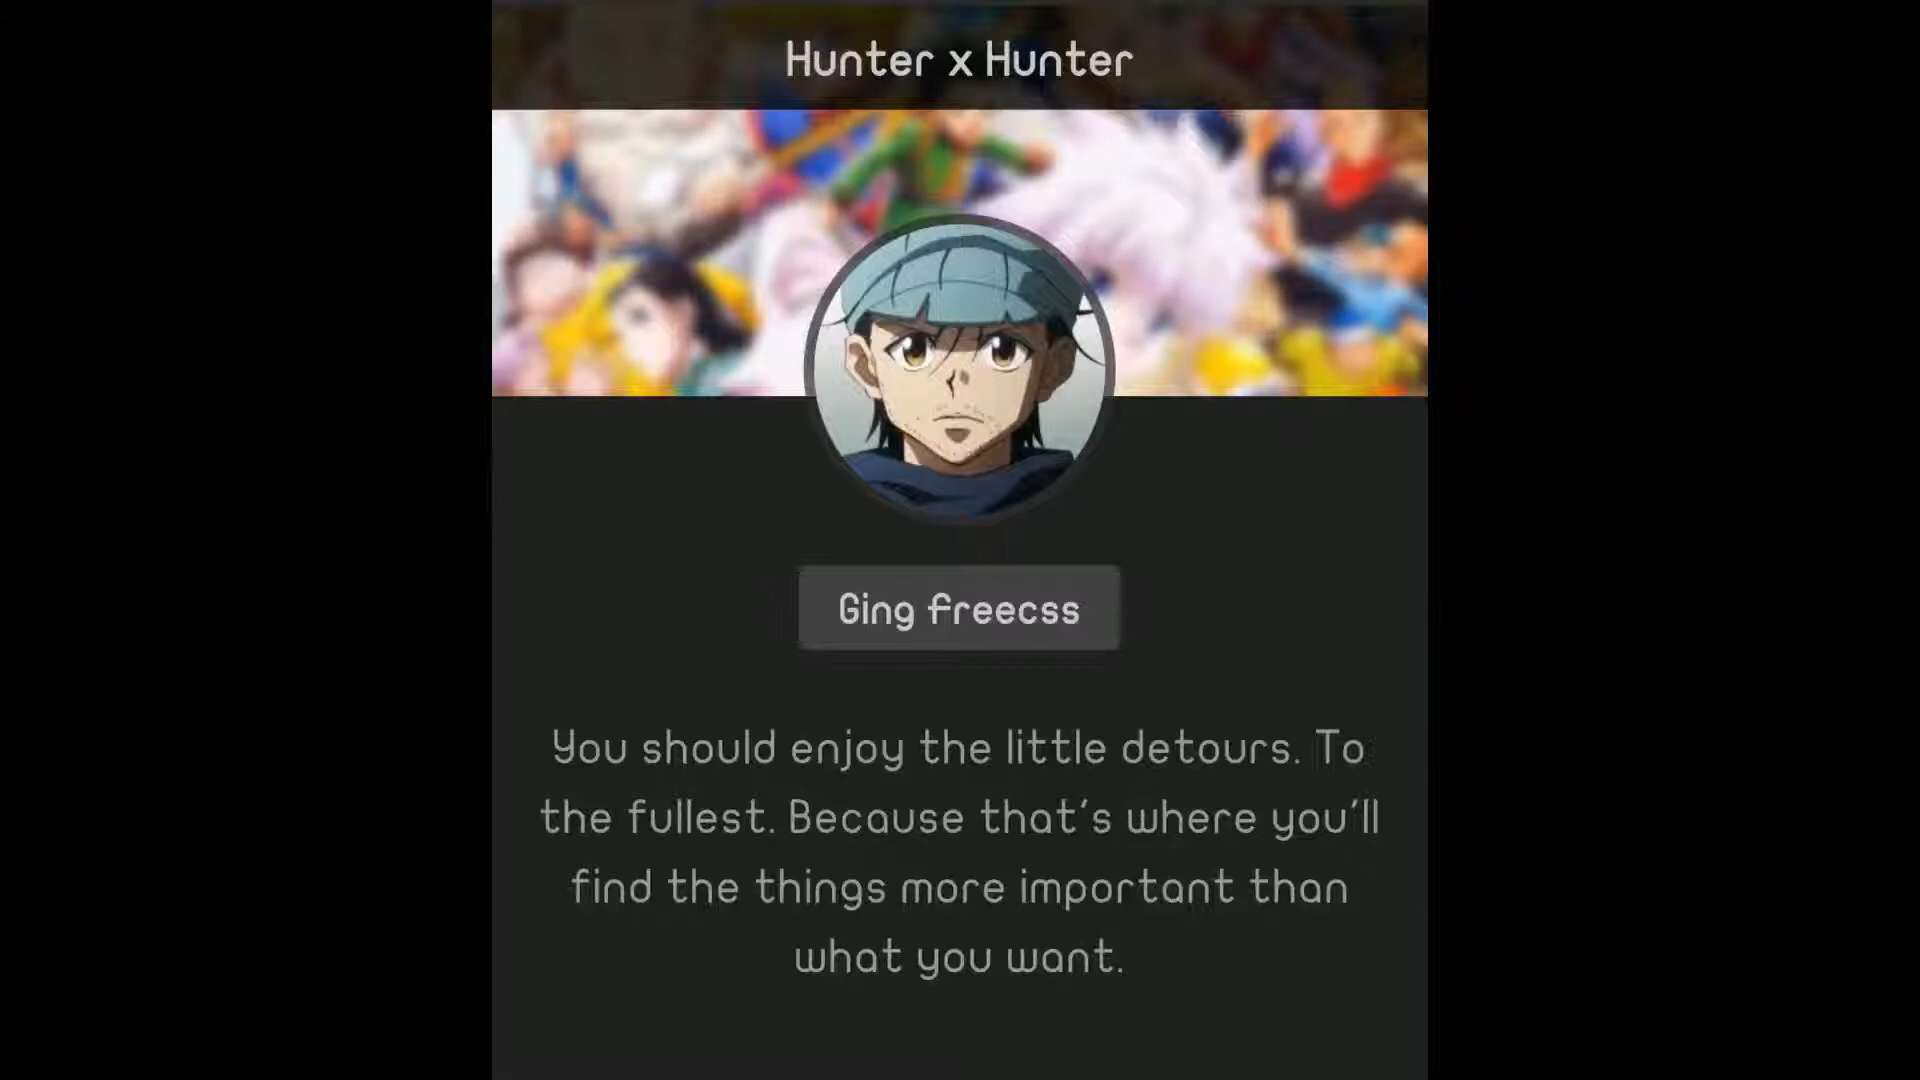 Hunter x Hunter
Ging Freecss
You should enjoy the little detours. To
the fullest. Because that's where you'll
find the things more important than
what you want.